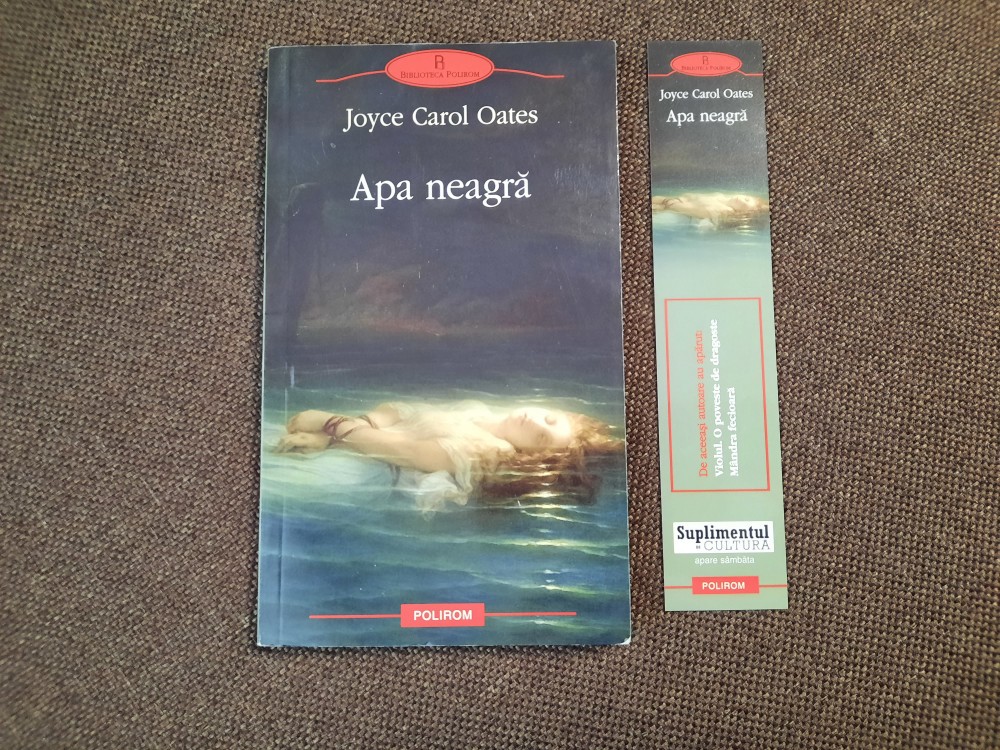 BIBLIOTECA POLIROM
Joyce Carol Oates
Apa neagră
POLIROM
BIBLIOTECA POLIROM
Joyce Carol Oates
Apa neagră
De aceeași autoare au apărut:
Violul. O poveste de dragoste
Mândra fecioară
Suplimentul
de CULTURA
apare sâmbăta
POLIROM